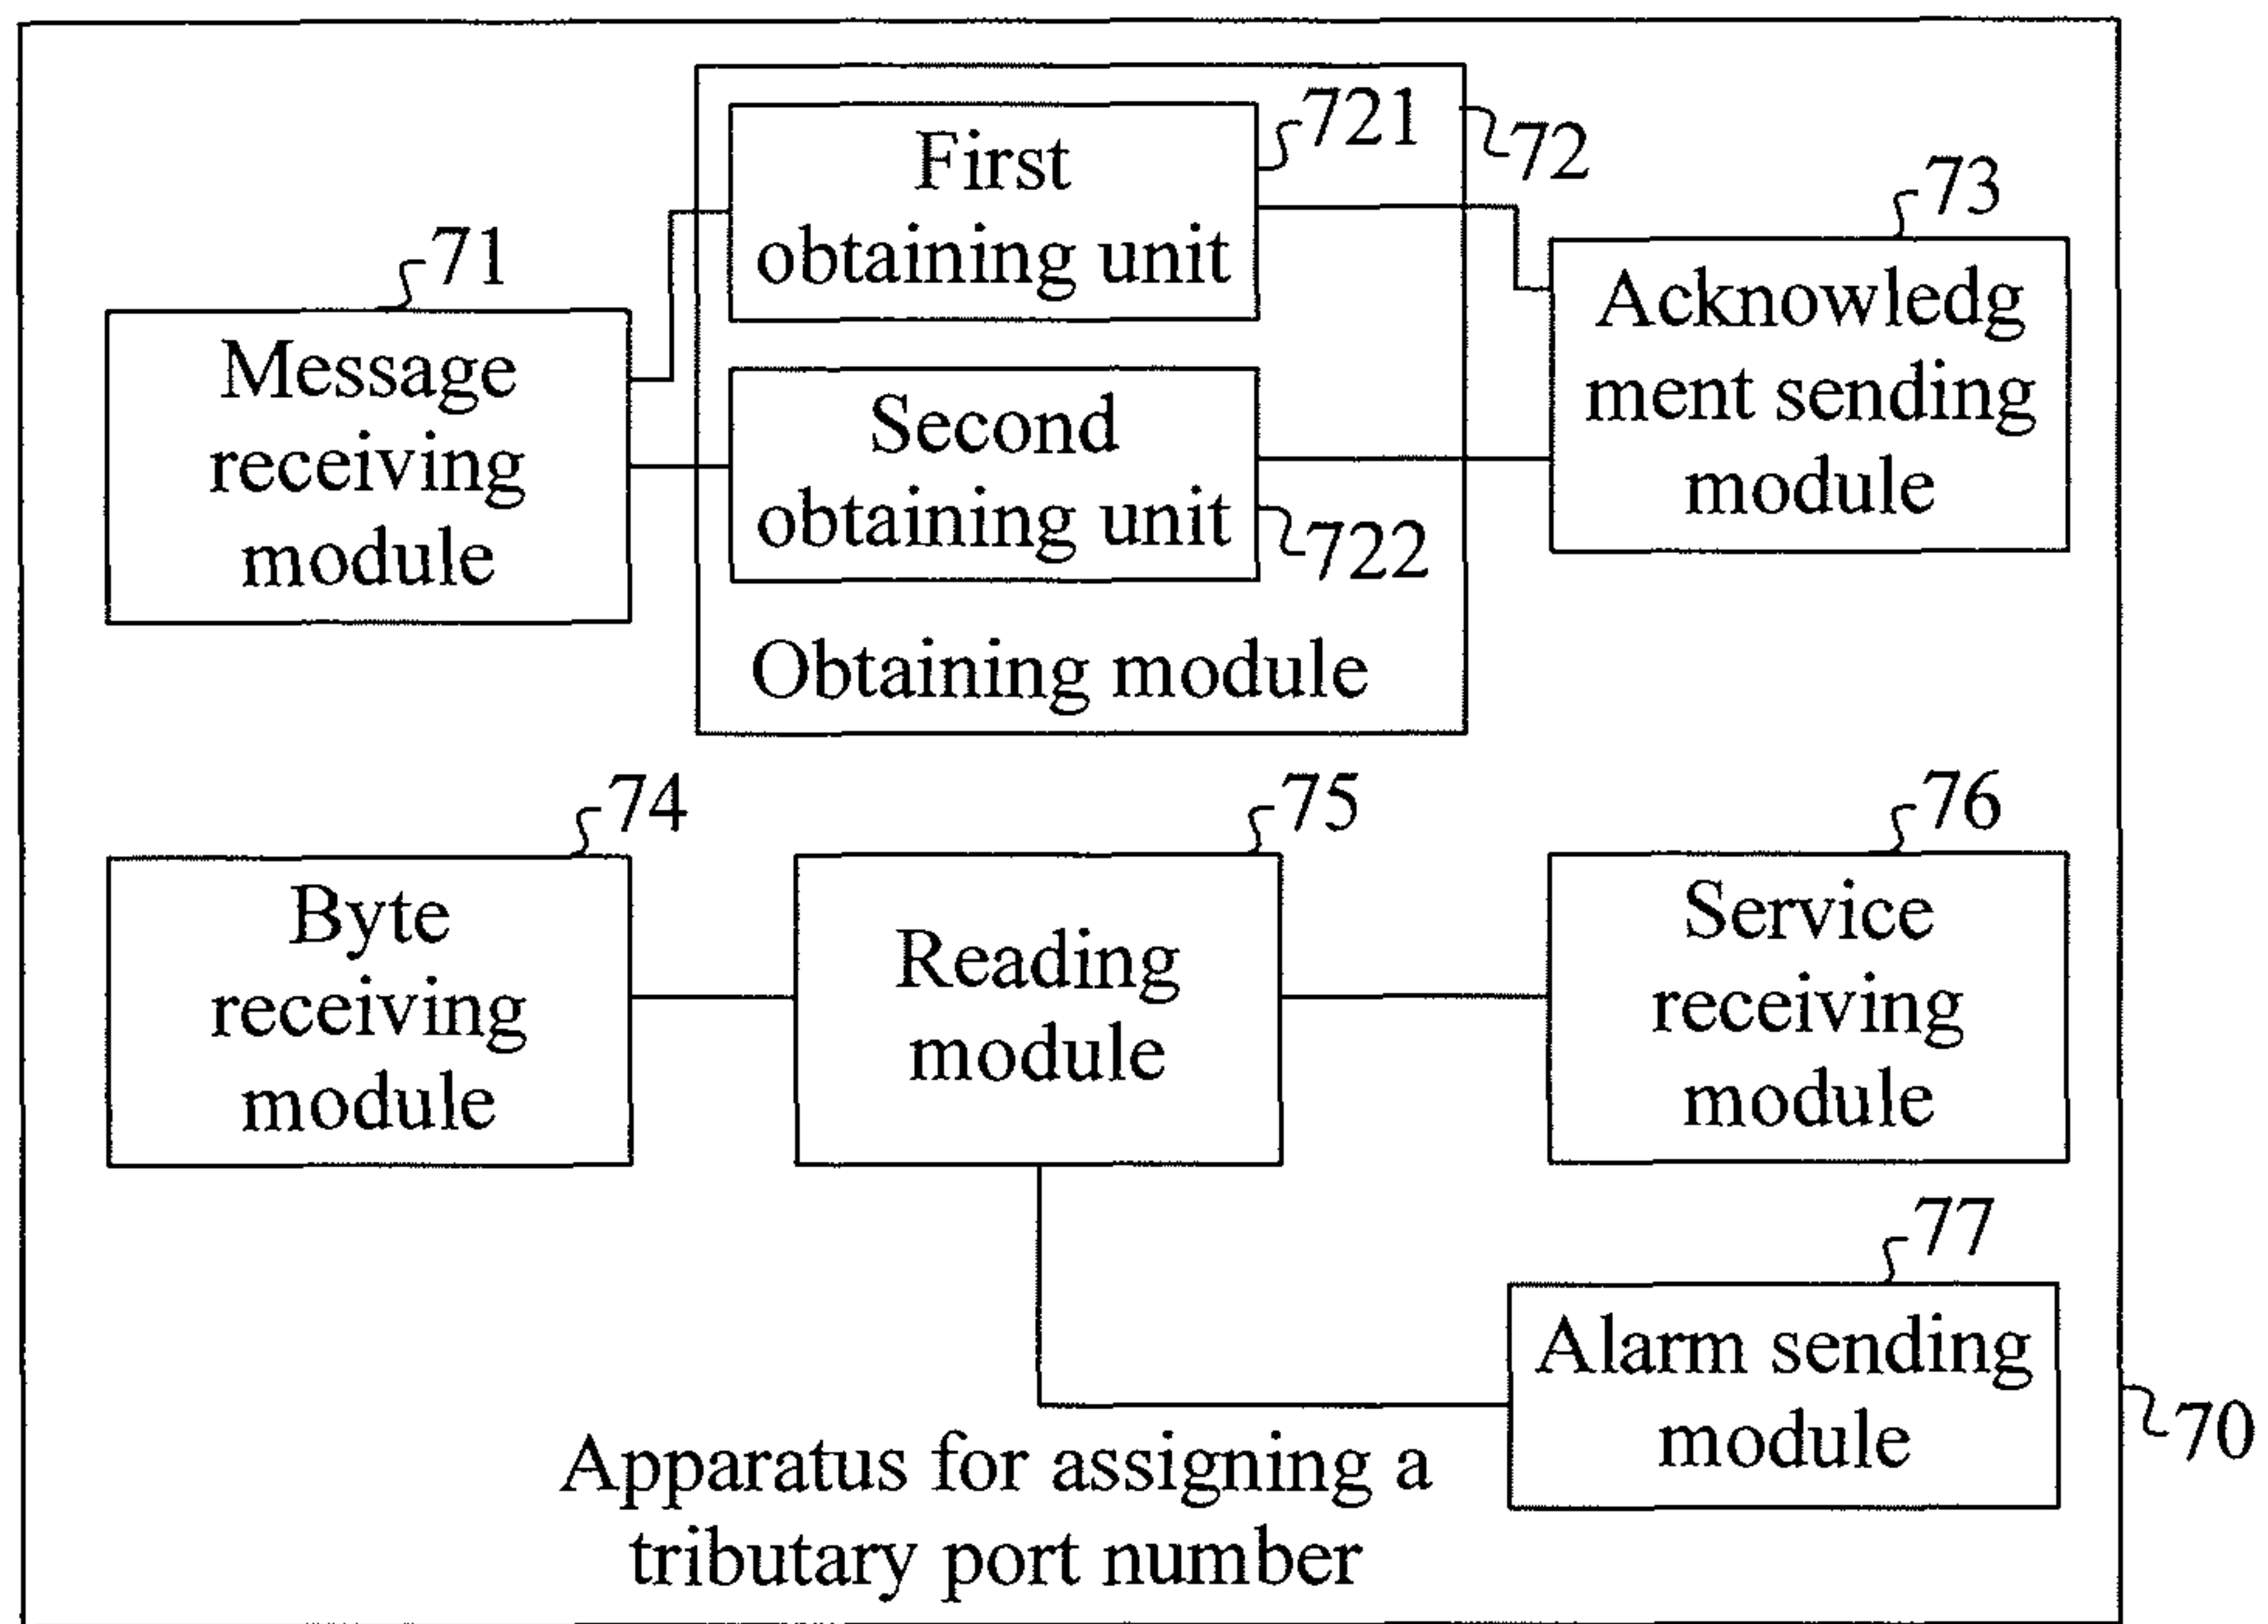 721
72
First
obtaining unit
73
71
Message
receiving
module
Acknowledg
ment sending
module
Second
obtaining unit
722
Obtaining module
74
75
76
Byte
receiving
module
Reading
module
Service
receiving
module
77
Alarm sending
module
70
Apparatus for assigning a
tributary port number